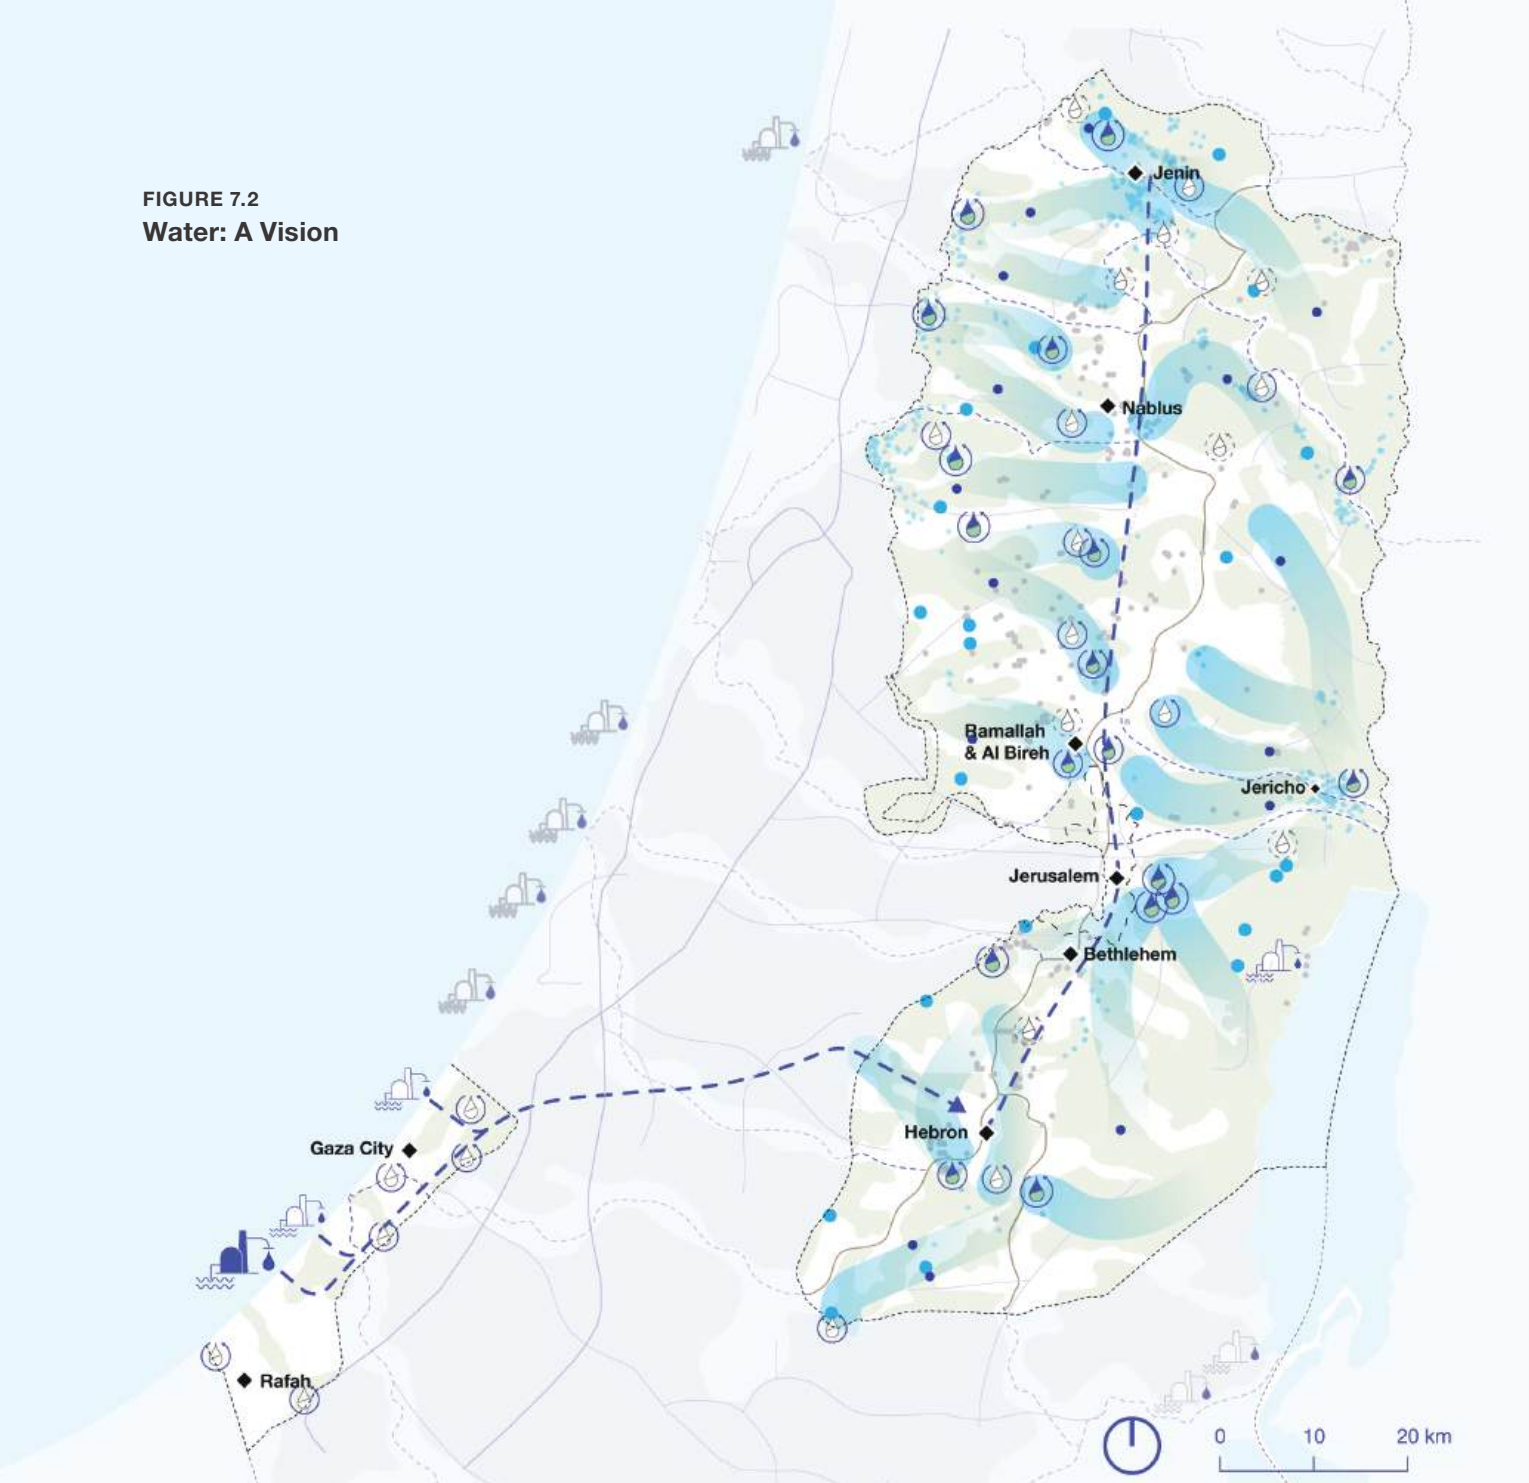 FIGURE 7.2
Water: A Vision
Jenin
Nablus
Ramallah
& Al Bireh
Jericho
Jerusalem
Bethlehem
Hebron
Gaza City
Rafah
0 10 20 km